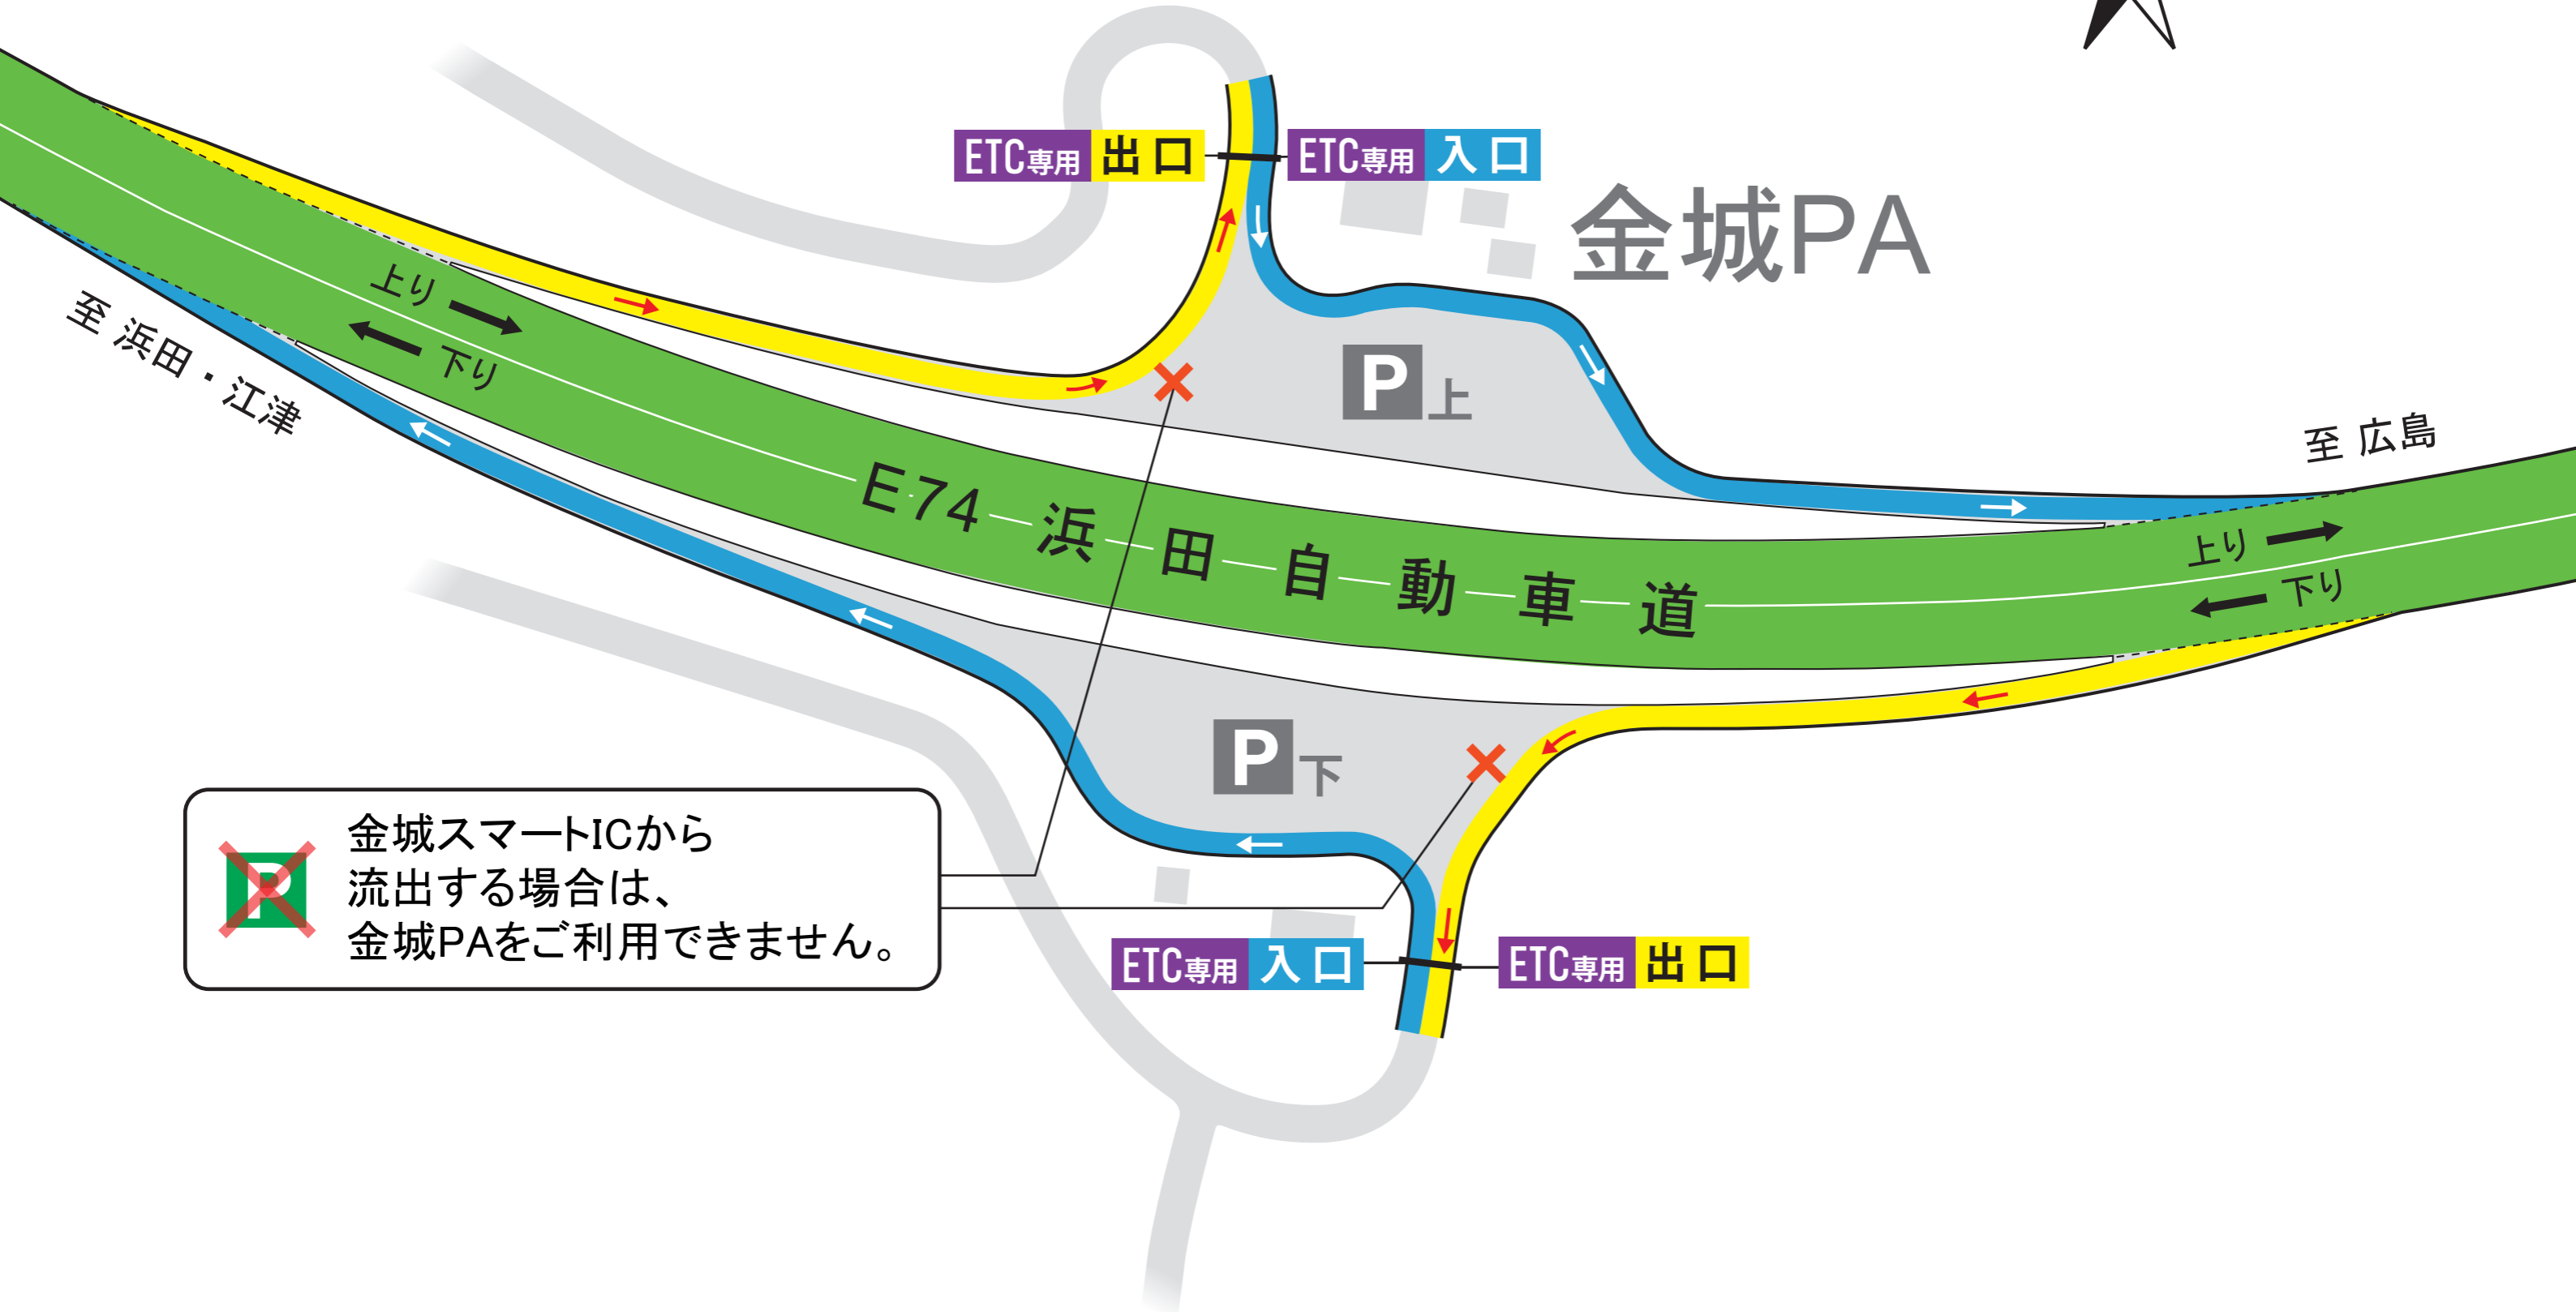 ETC専用 出口
ETC専用 入口
金城PA
上り
下り
至 浜田・江津
P上
至 広島
E74 浜田自動車道
上り
下り
P下
P
金城スマートICから
流出する場合は、
金城PAをご利用できません。
ETC専用 入口
ETC専用 出口